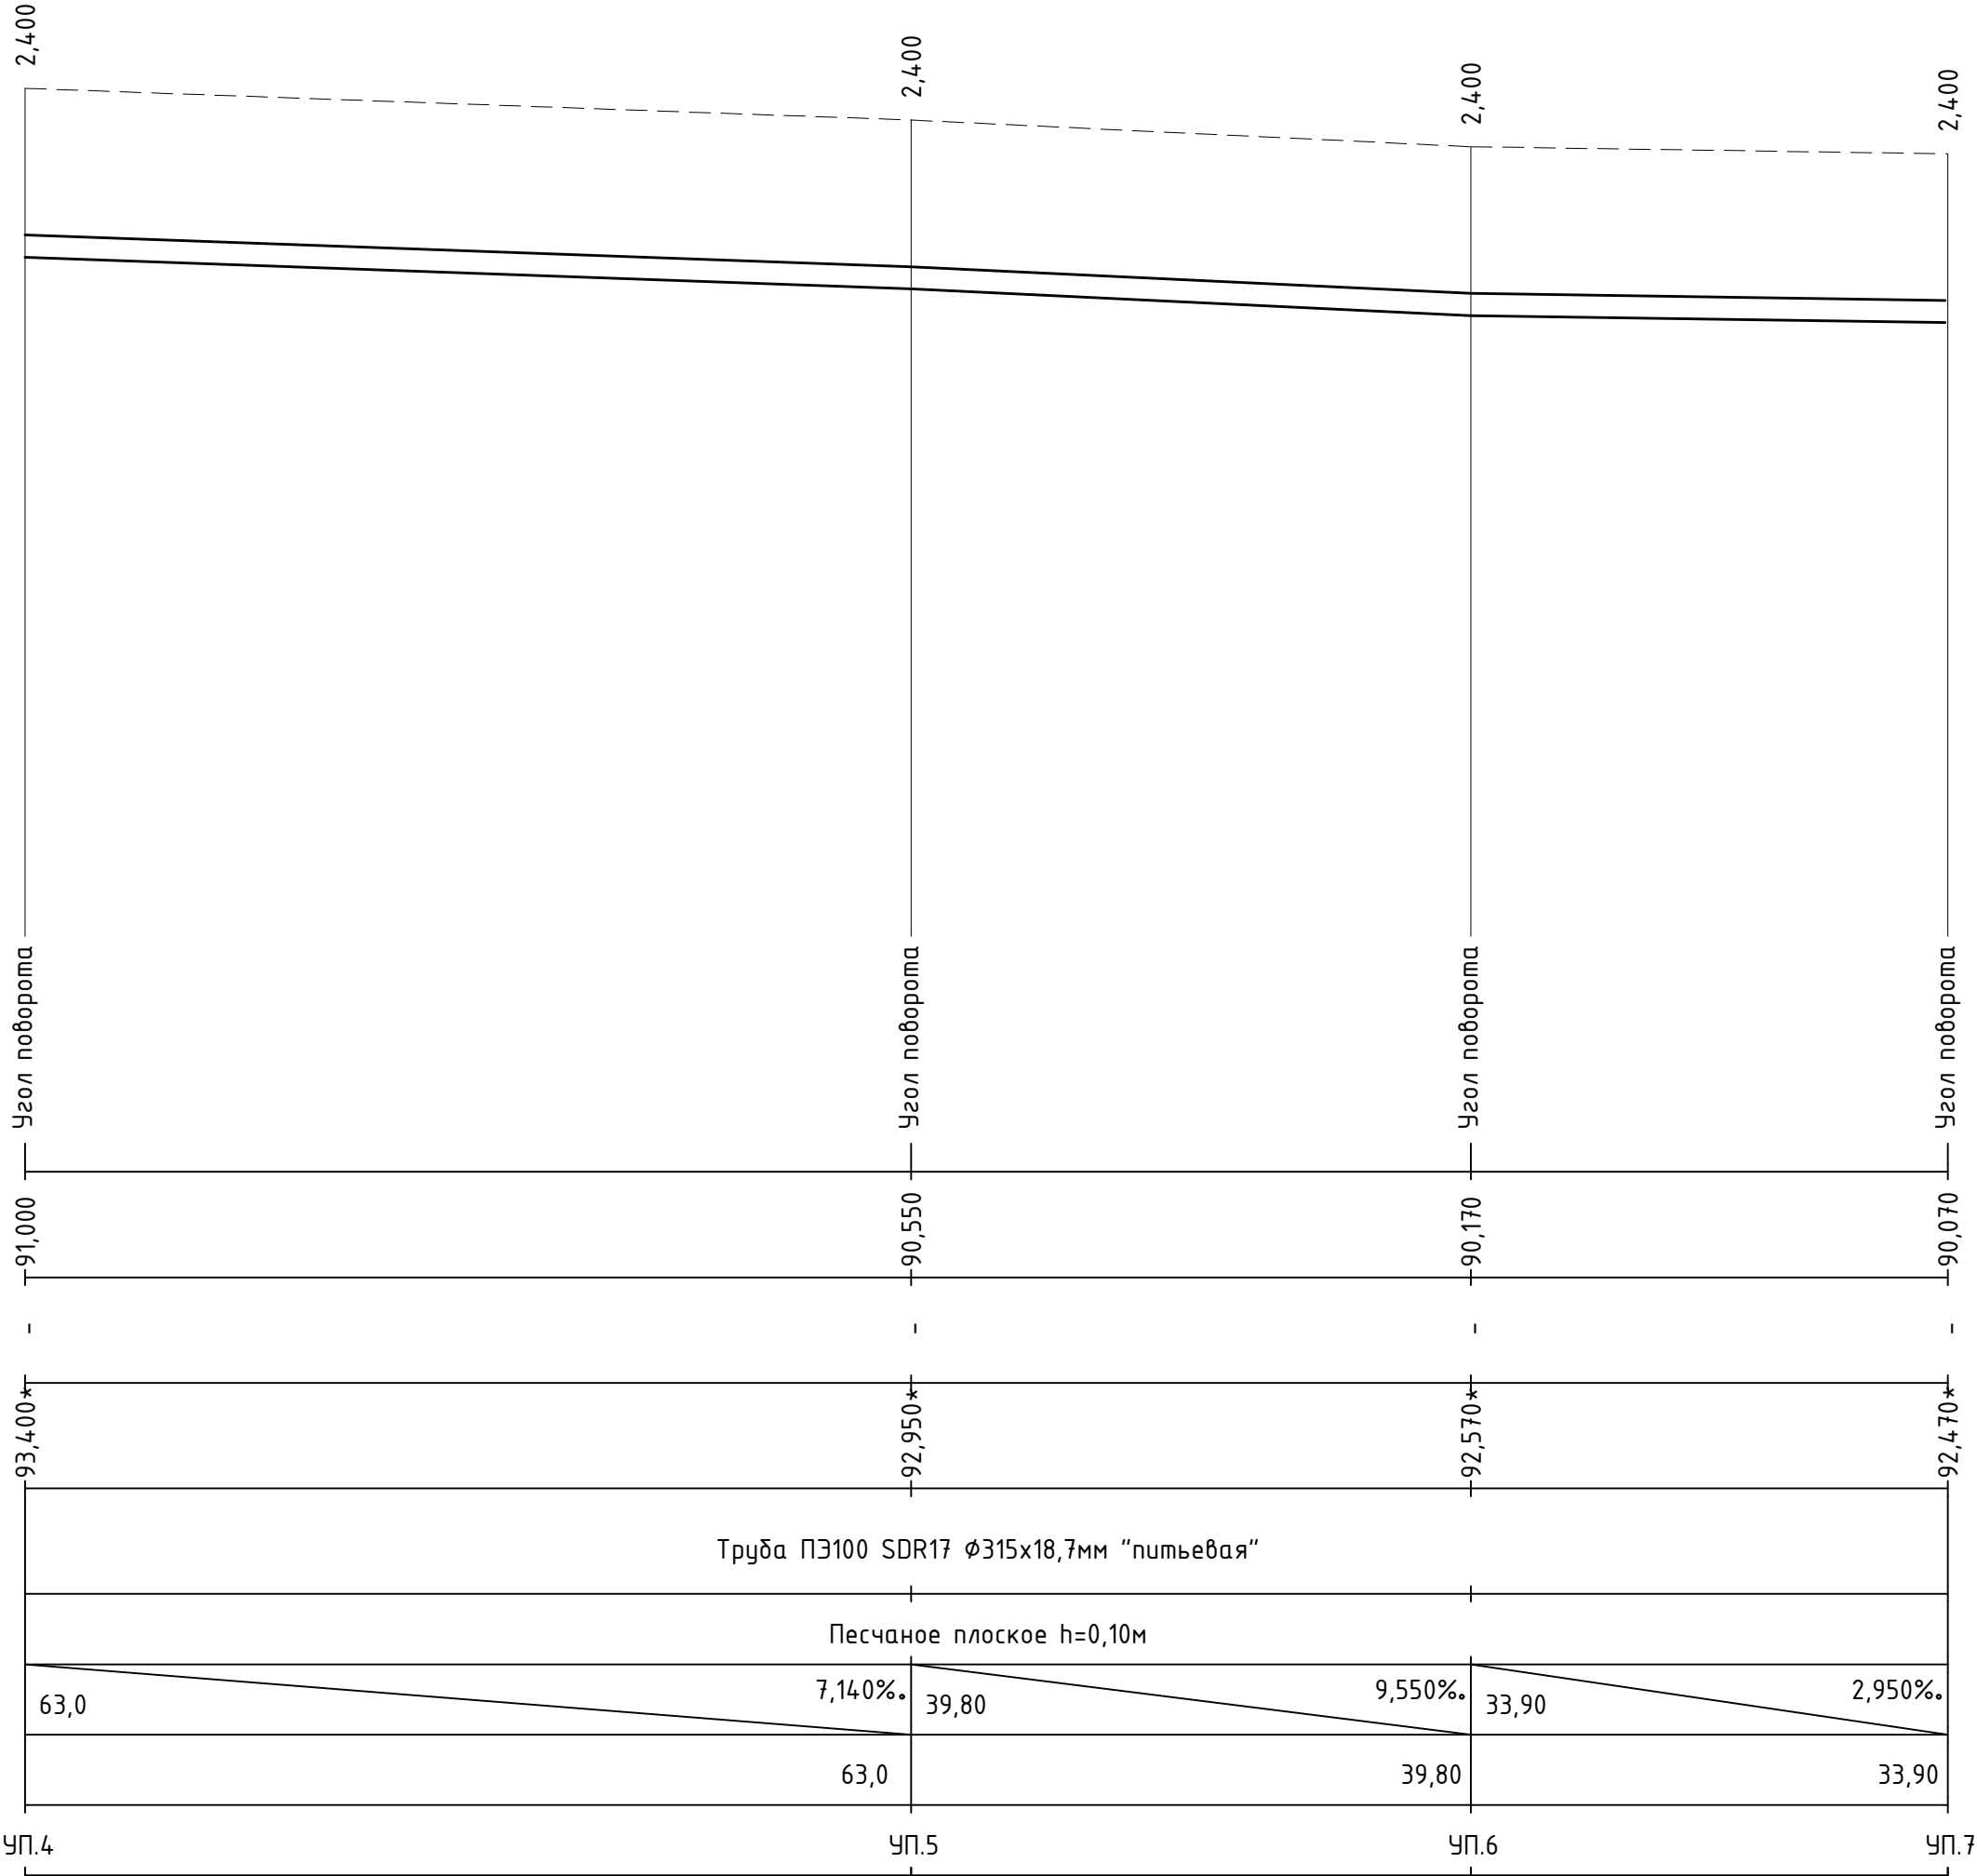 2,400
2,400
2,400
2,400
Угол поворота
Угол поворота
Угол поворота
Угол поворота
91,000
90,550
90,170
90,070
-
-
-
-
93,400*
92,950*
92,570*
92,470*
Труба ПЭ100 SDR17 Ф315х18,7мм "питьевая"
Песчаное плоское h=0,10м
63,0
7,140‰
39,80
9,550‰
33,90
2,950‰
63,0
39,80
33,90
УП.4
УП.5
УП.6
УП.7